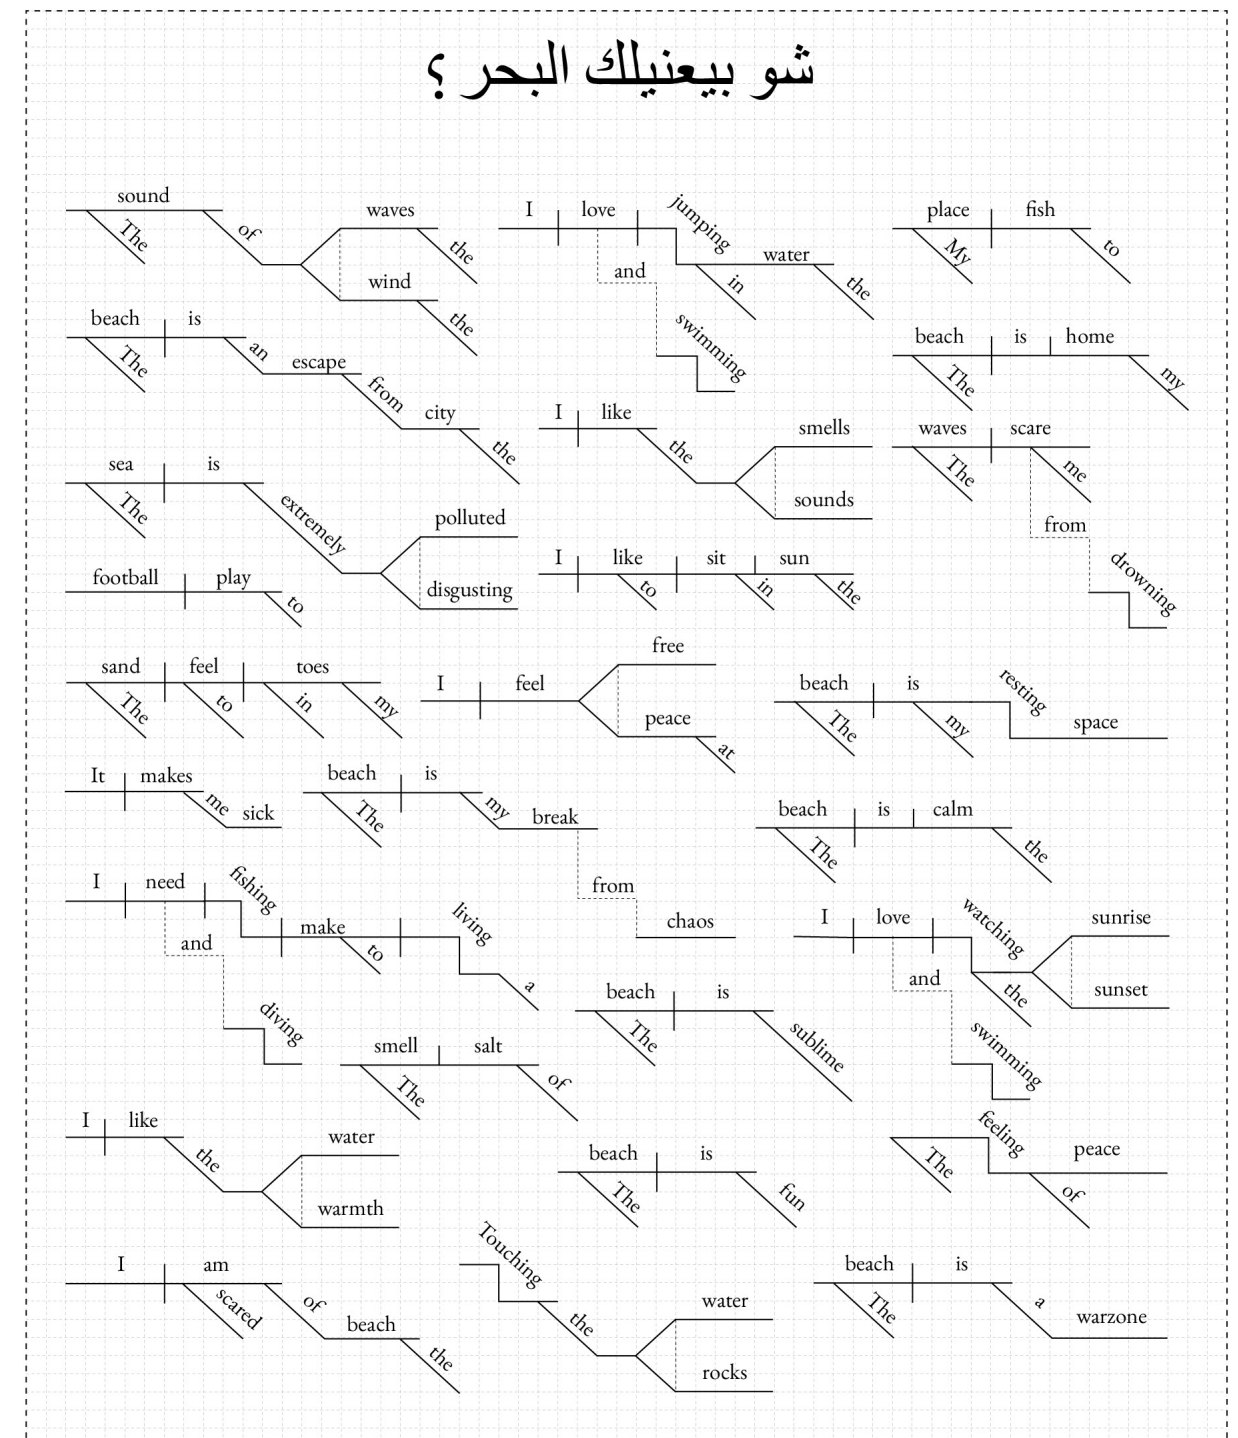 شو بيعنيلك البحر ؟
The sound of the waves the wind
The beach is an escape from the city
The sea is extremely polluted disgusting
football play to
The sand feel to toes in my
It makes me sick
I need fishing and diving make to living a
I like the water warmth
I am scared of the beach
I love jumping in the water and swimming
I like the smells sounds
I like to sit in sun the
I feel free peace at
The beach is my break from chaos
The smell salt of
The beach is sublime
The beach is fun
Touching the water rocks
My place fish to
The beach is home my
The waves scare me from drowning
The beach is my resting space
The beach is calm the
I love watching the sunrise sunset and swimming
The feeling of peace
The beach is a warzone